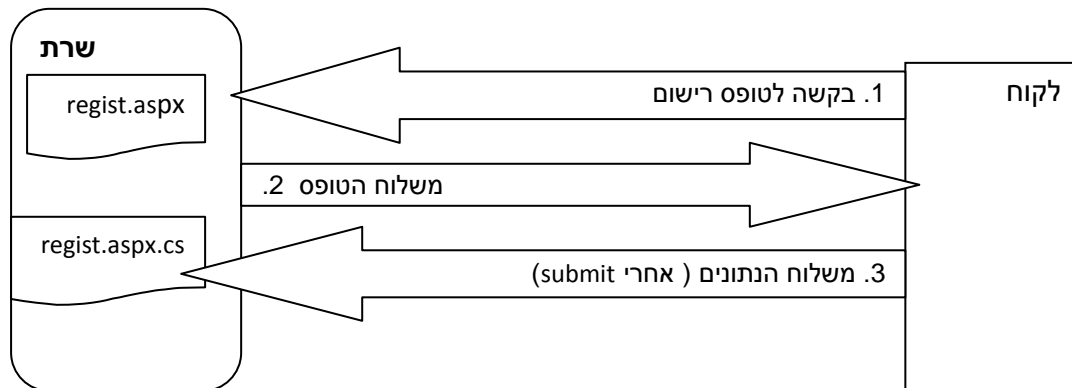 שרת
לקוח
regist.aspx
1. בקשה לטופס רישום
2. משלוח הטופס
regist.aspx.cs
3. משלוח הנתונים ( אחרי submit)